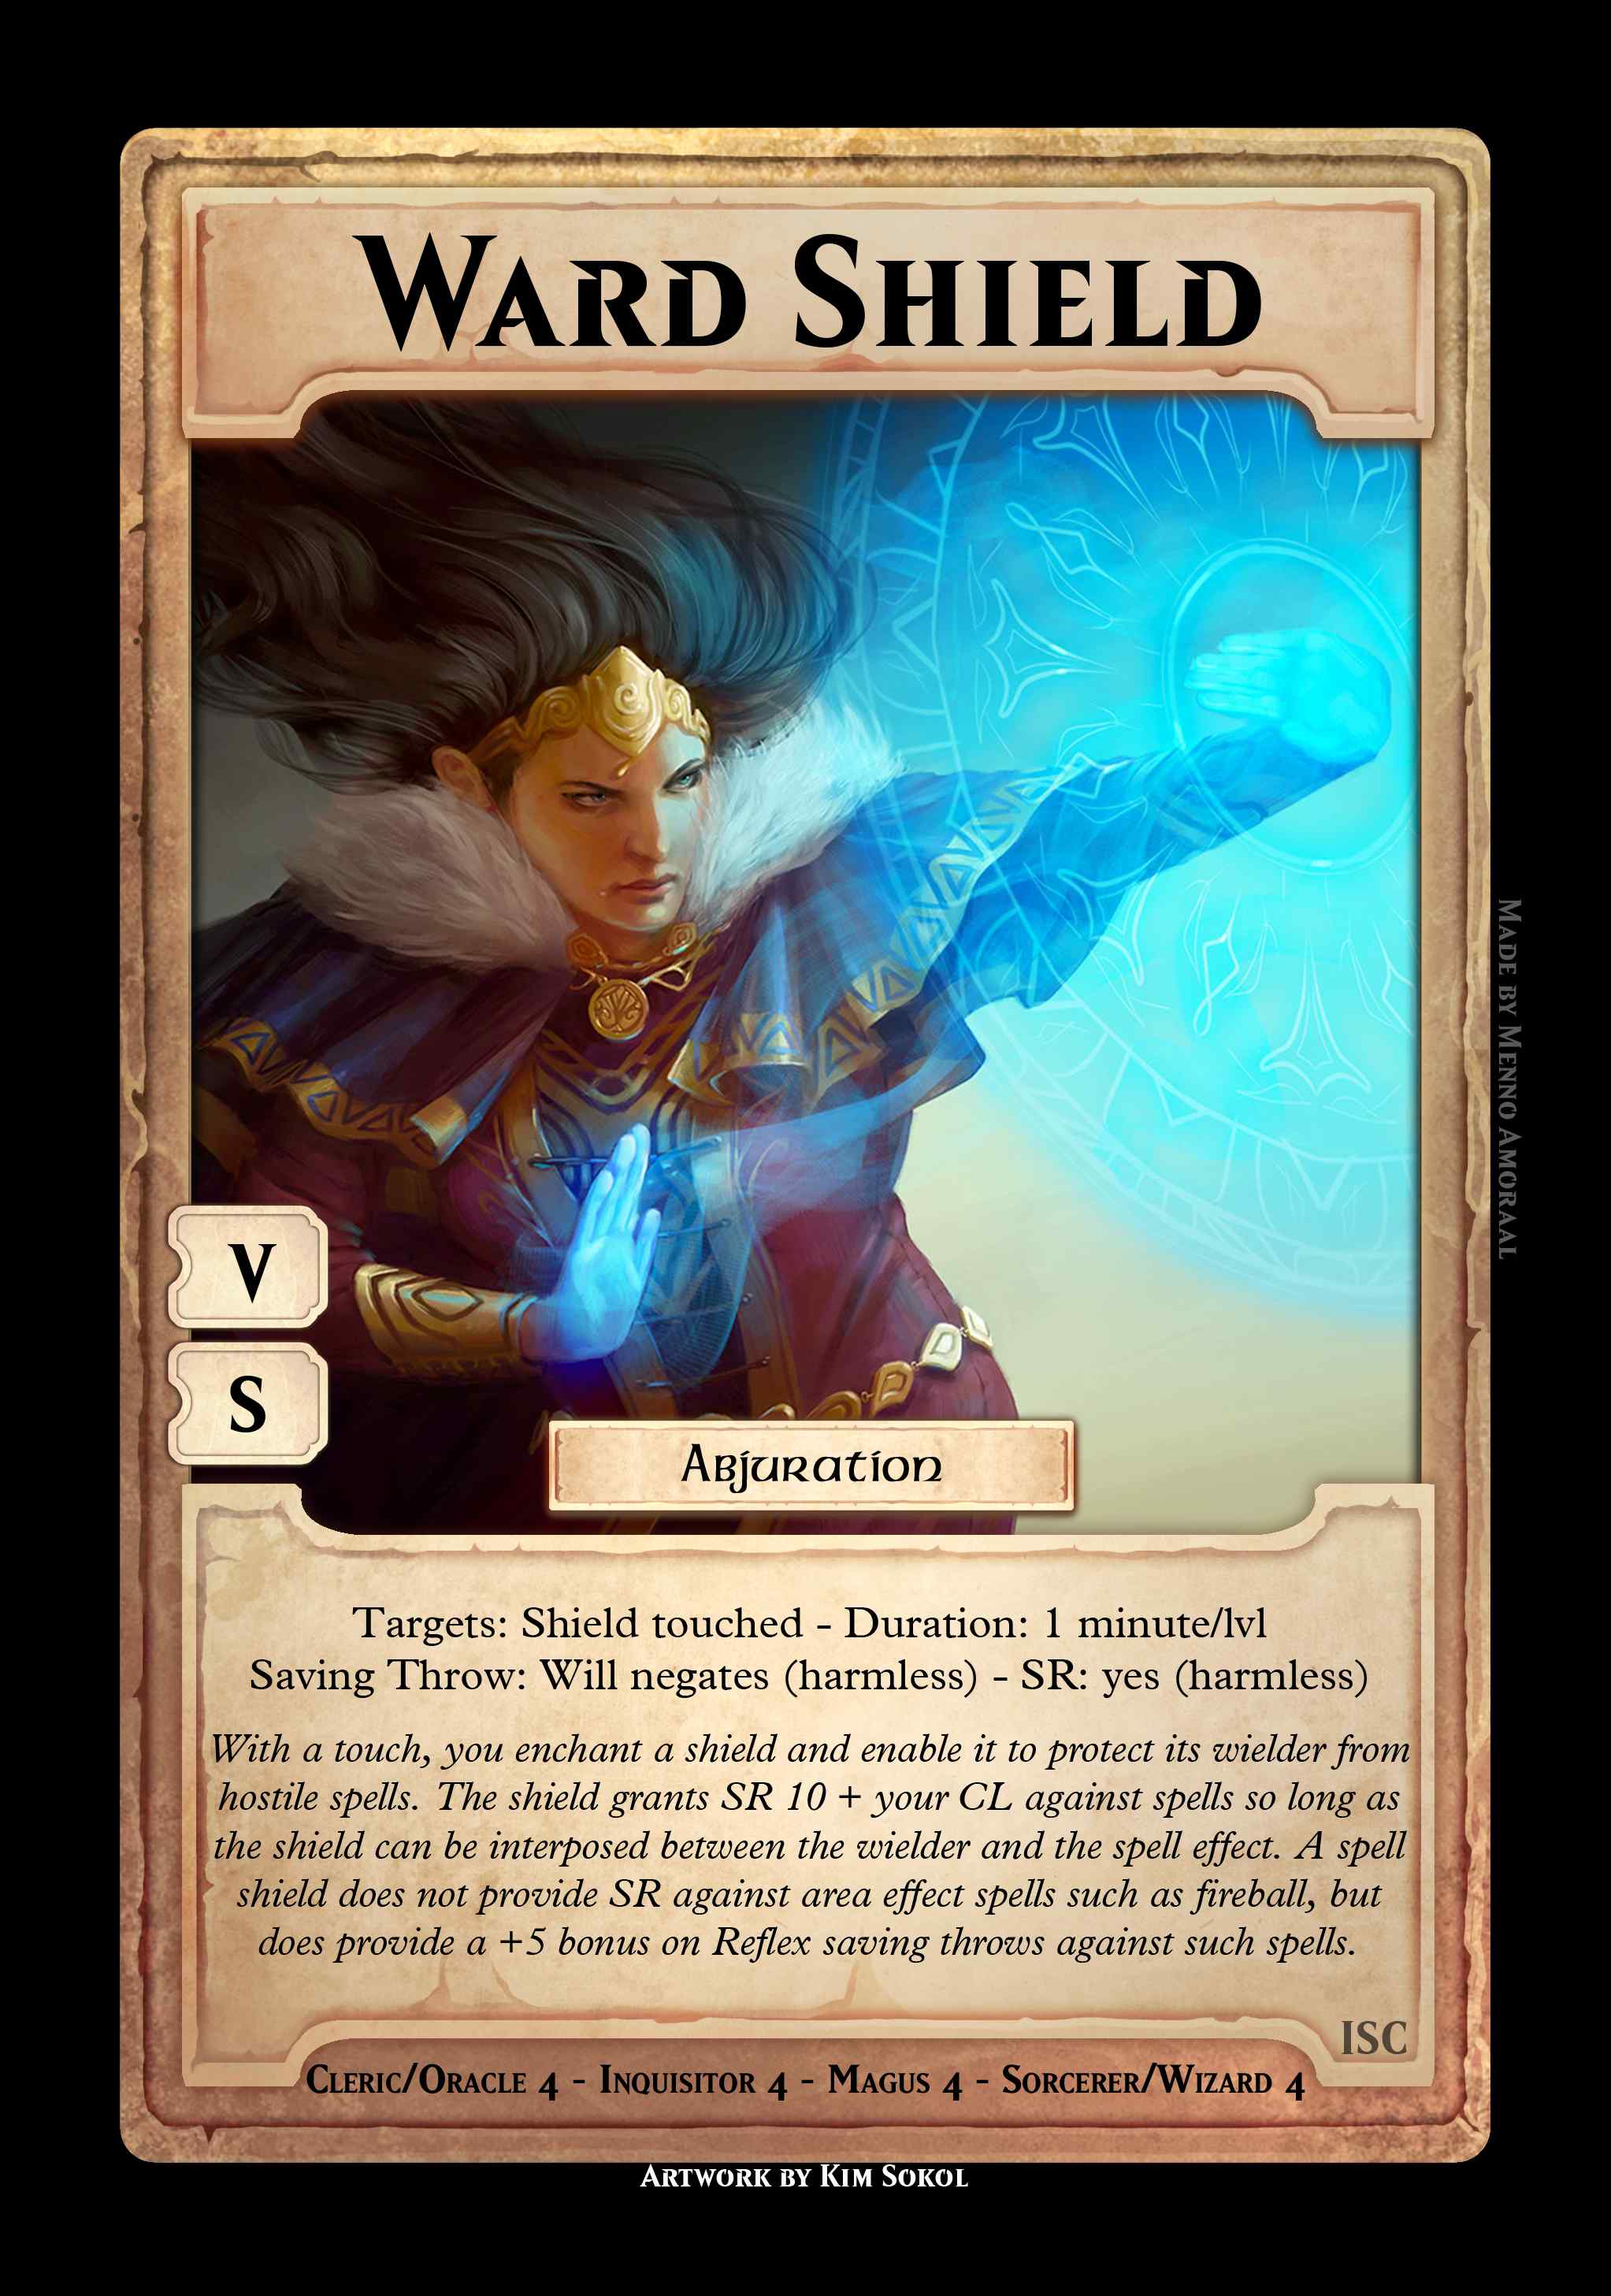 Ward Shield
V
S
Abjuration
Targets: Shield touched - Duration: 1 minute/lvl
Saving Throw: Will negates (harmless) - SR: yes (harmless)
With a touch, you enchant a shield and enable it to protect its wielder from
hostile spells. The shield grants SR 10 + your CL against spells so long as
the shield can be interposed between the wielder and the spell effect. A spell
shield does not provide SR against area effect spells such as fireball, but
does provide a +5 bonus on Reflex saving throws against such spells.
ISC
Cleric/Oracle 4 - Inquisitor 4 - Magus 4 - Sorcerer/Wizard 4
Artwork by Kim Sokol
Made by Menno Amoraal